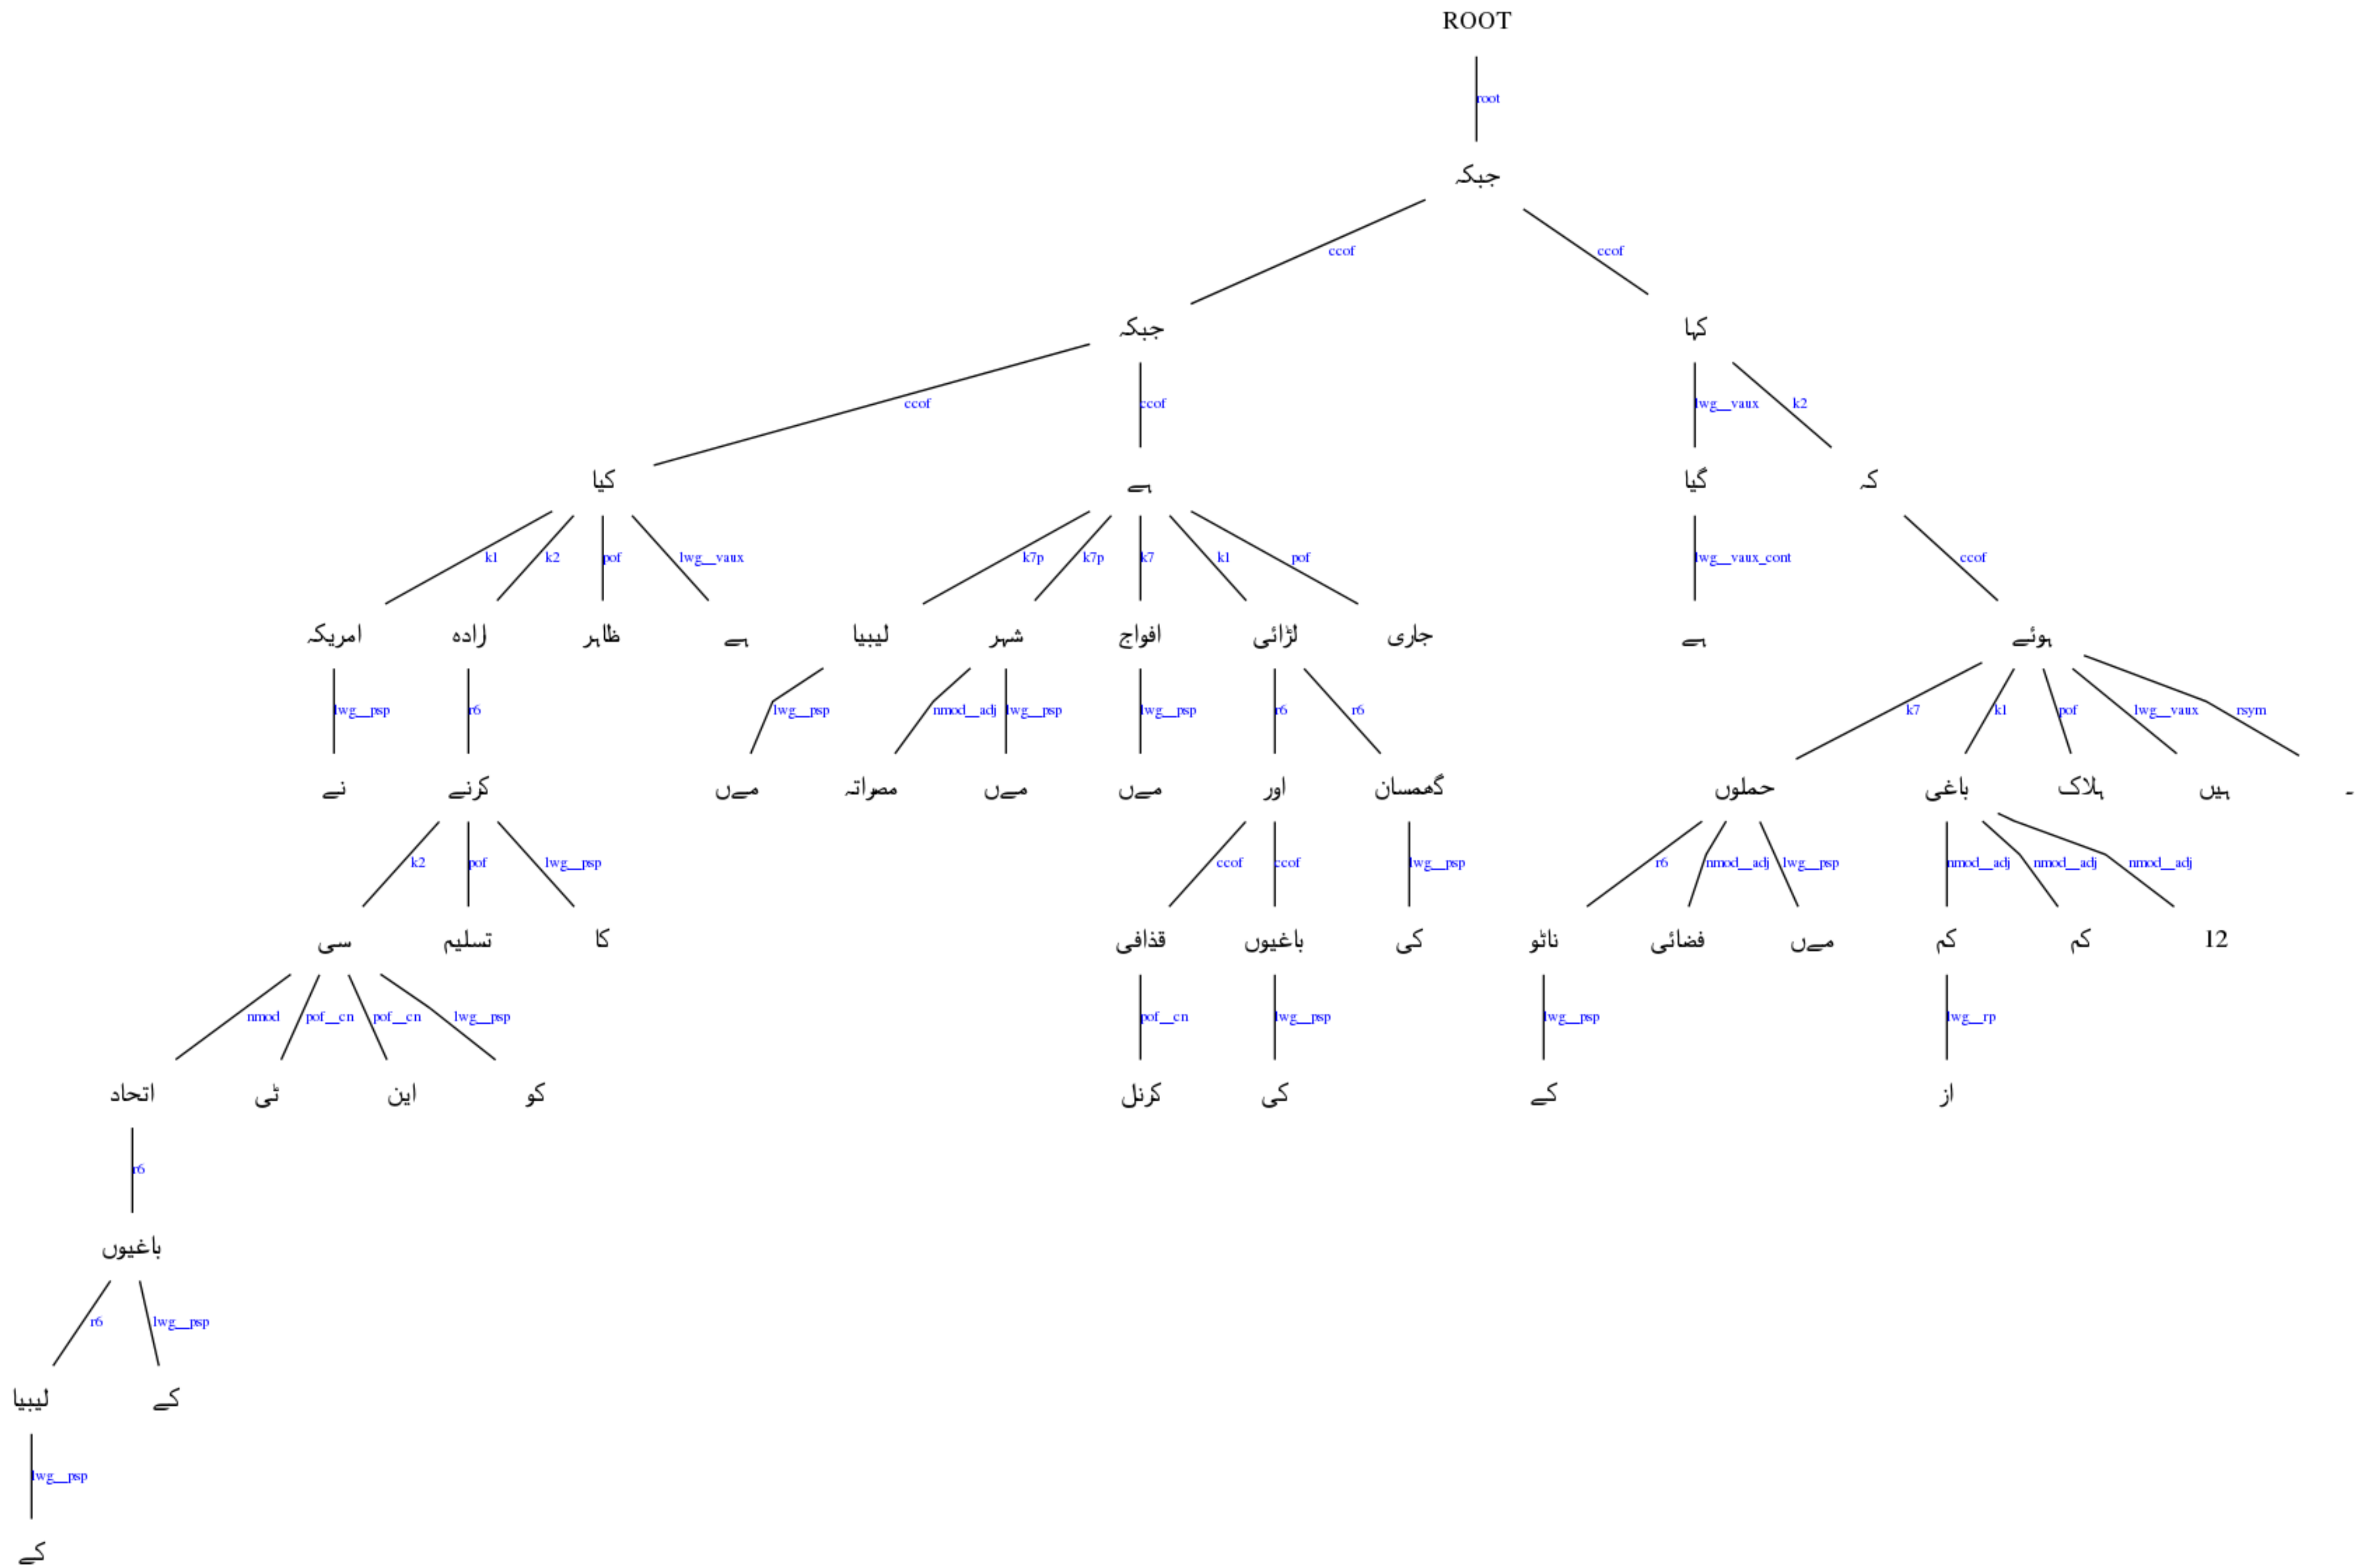 ROOT
root
جبکہ
ccof ccof
جبکہ کہا
ccof ccof lwg__vaux k2
کیا ہے گیا کہ
k1 k2 pof lwg__vaux k7p k7p k7 k1 pof lwg__vaux_cont ccof
امریکہ ارادہ ظاہر ہے لیبیا شہر افواج لڑائی جاری ہے ہوئے
lwg__psp r6 lwg__psp nmod__adj lwg__psp lwg__psp r6 r6 k7 k1 pof lwg__vaux rsym
نے کرنے مےں مصراتہ مےں مےں اور گھمسان حملوں باغی ہلاک ہیں ۔
k2 pof lwg__psp ccof ccof lwg__psp r6 nmod__adj lwg__psp nmod__adj nmod__adj nmod__adj
سی تسلیم کا قذافی باغیوں کی ناٹو فضائی مےں کم کم 12
nmod pof__cn pof__cn lwg__psp pof__cn lwg__psp lwg__psp lwg__rp
اتحاد ٹی این کو کرنل کی کے از
r6
باغیوں
r6 lwg__psp
لیبیا کے
lwg__psp
کے